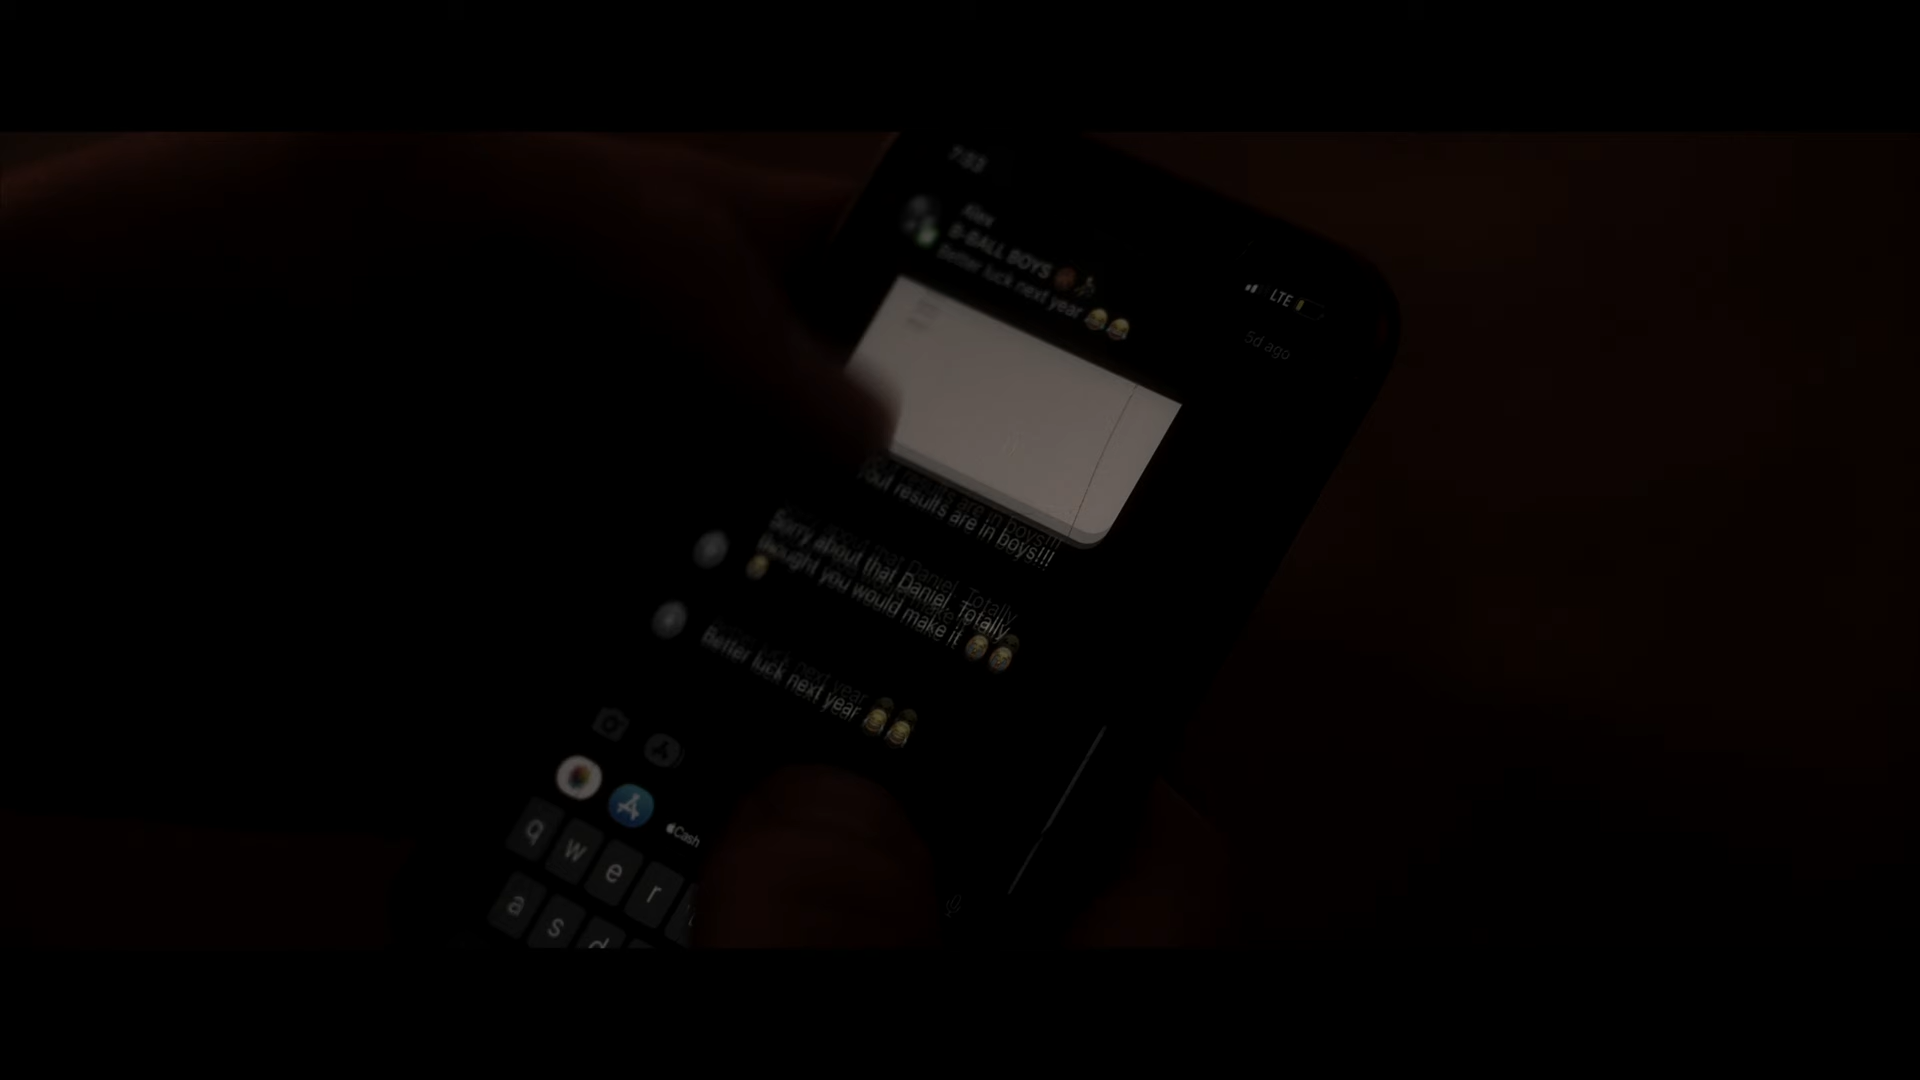 7:33
LTE
Alex
B-BALL BOYS 🏀⛹
Better luck next year 😂😂
5d ago
Your results are in boys!!!
Sorry about that Daniel. Totally
thought you would make it 😂😂
Better luck next year 😂😂
Cash
q w e r
a s d